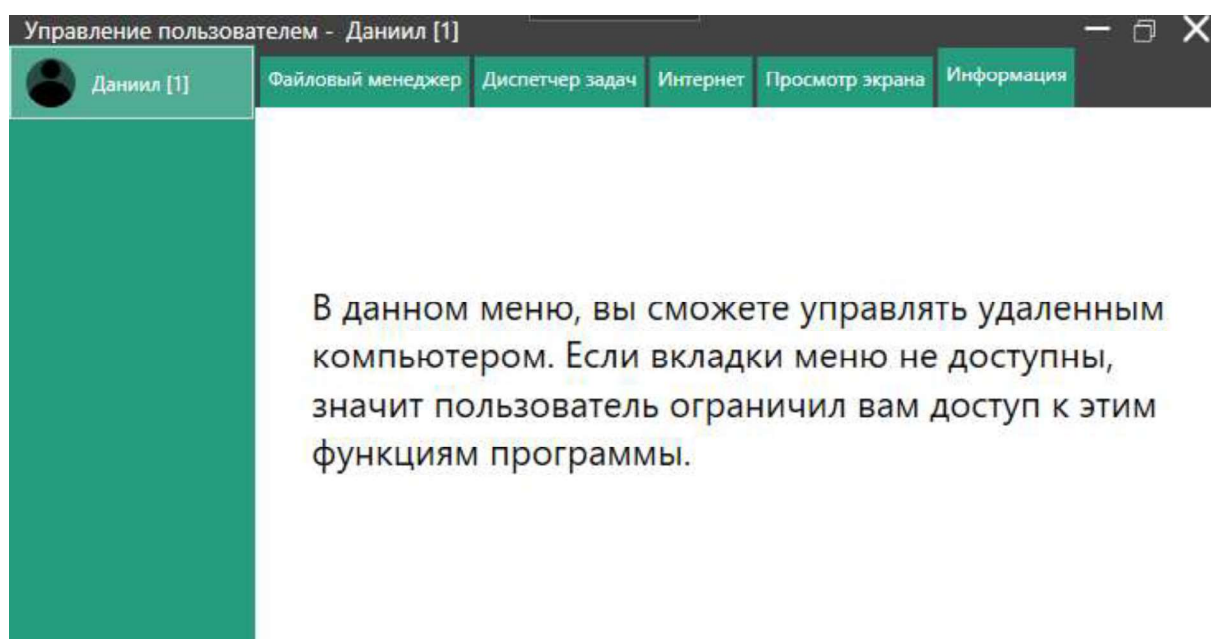 Управление пользователем - Даниил [1]
Даниил [1]
Файловый менеджер Диспетчер задач Интернет Просмотр экрана Информация
В данном меню, вы сможете управлять удаленным
компьютером. Если вкладки меню не доступны,
значит пользователь ограничил вам доступ к этим
функциям программы.